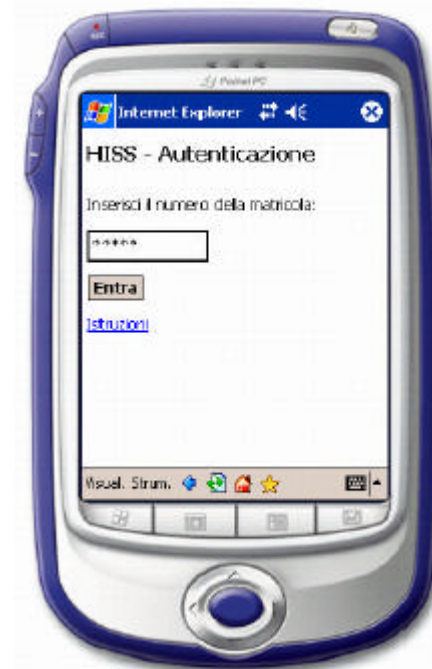 Pocket PC
Internet Explorer
HISS - Autenticazione
Inserisci il numero della matricola:
*****
Entra
Istruzioni
Visual. Strum.